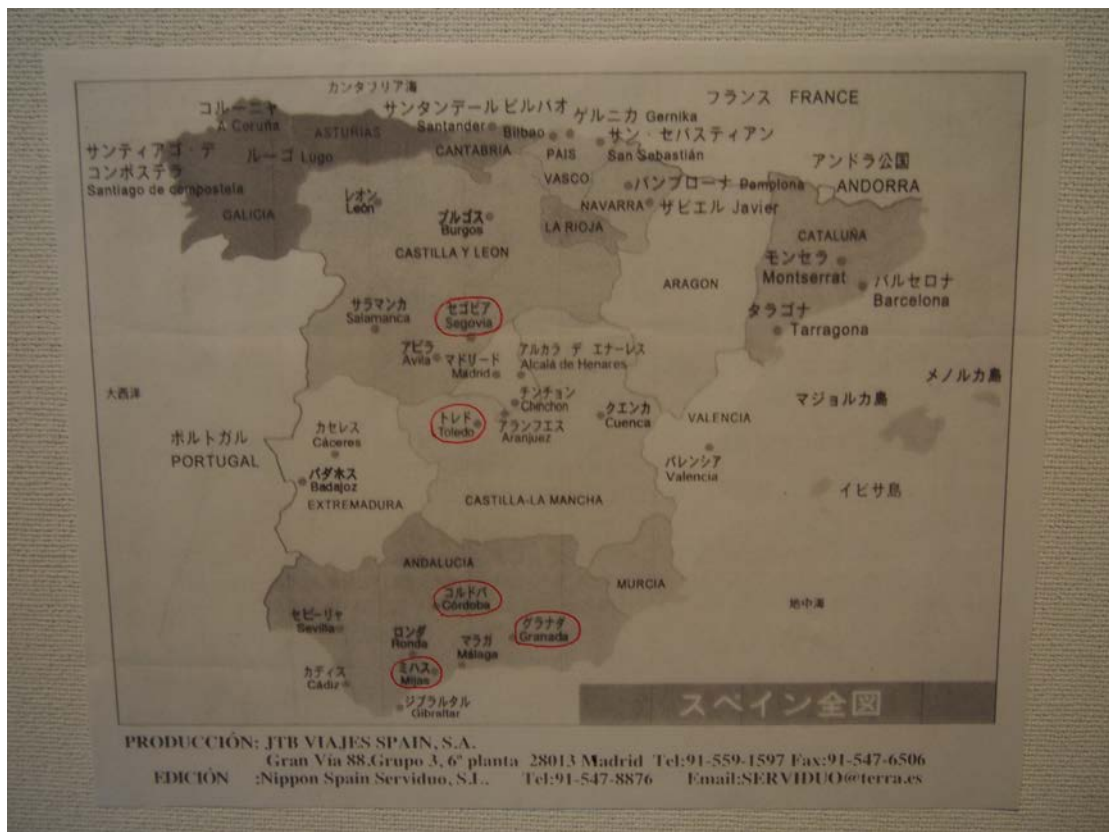 カンタブリア海
フランス FRANCE
コルーニャ
A Coruña
ASTURIAS
サンタンデール
Santander
ビルバオ
Bilbao
ゲルニカ Gernika
サン・セバスティアン
San Sebastián
サンティアゴ・デ
コンポステラ
Santiago de compostela
ルーゴ Lugo
CANTABRIA
PAIS
VASCO
アンドラ公国
ANDORRA
GALICIA
レオン
León
ブルゴス
Burgos
パンプローナ Pamplona
NAVARRA
ザビエル Javier
LA RIOJA
CATALUÑA
モンセラ
Montserrat
バルセロナ
Barcelona
CASTILLA Y LEON
ARAGON
サラマンカ
Salamanca
セゴビア
Segovia
タラゴナ
Tarragona
アビラ
Avila
マドリード
Madrid
アルカラ デ エナーレス
Alcalá de Henares
チンチョン
Chinchon
メノルカ島
マジョルカ島
大西洋
トレド
Toledo
アランフエス
Aranjuez
クエンカ
Cuenca
VALENCIA
ポルトガル
PORTUGAL
カセレス
Cáceres
バダホス
Badajoz
EXTREMADURA
CASTILLA-LA MANCHA
バレンシア
Valencia
イビサ島
ANDALUCIA
MURCIA
コルドバ
Córdoba
地中海
セビーリャ
Sevilla
ロンダ
Ronda
マラガ
Málaga
グラナダ
Granada
カディス
Cádiz
ミハス
Mijas
ジブラルタル
Gibraltar
スペイン全図
PRODUCCIÓN: JTB VIAJES SPAIN, S.A.
Gran Vía 88.Grupo 3, 6ª planta 28013 Madrid Tel:91-559-1597 Fax:91-547-6506
EDICIÓN :Nippon Spain Serviduo, S.L. Tel:91-547-8876 Email:SERVIDUO@terra.es